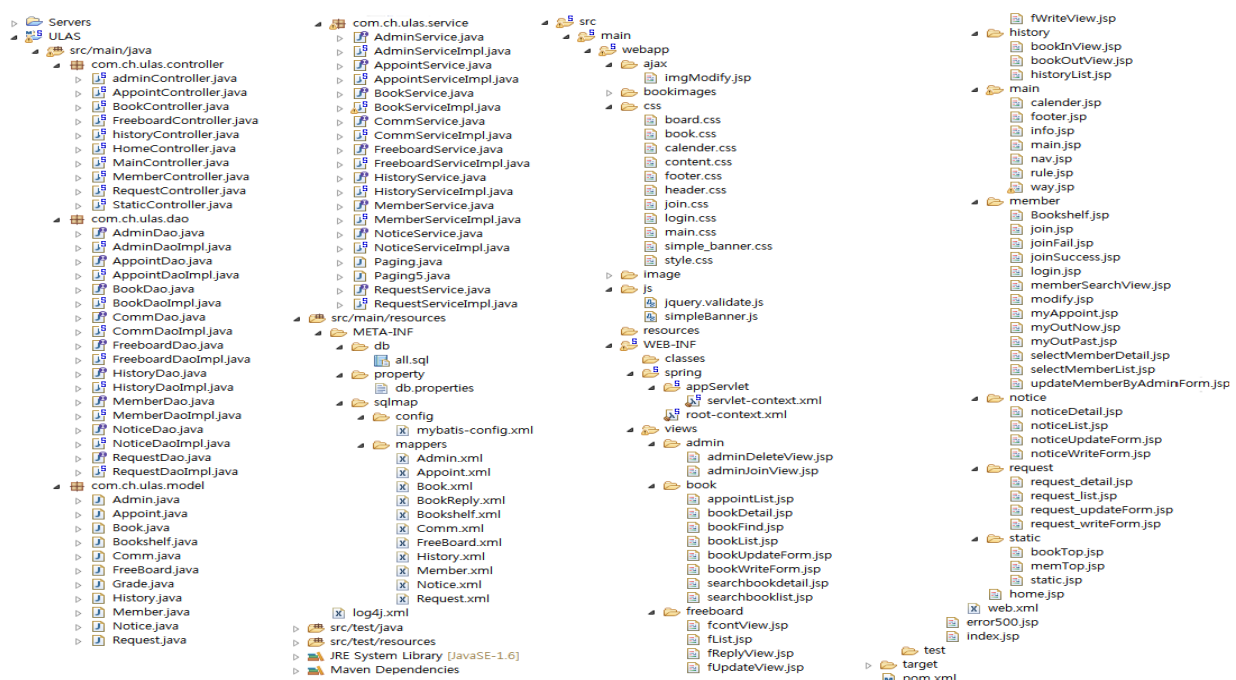 Servers
ULAS
src/main/java
com.ch.ulas.controller
adminController.java
AppointController.java
BookController.java
FreeboardController.java
historyController.java
HomeController.java
MainController.java
MemberController.java
RequestController.java
StaticController.java
com.ch.ulas.dao
AdminDao.java
AdminDaoImpl.java
AppointDao.java
AppointDaoImpl.java
BookDao.java
BookDaoImpl.java
CommDao.java
CommDaoImpl.java
FreeboardDao.java
FreeboardDaoImpl.java
HistoryDao.java
HistoryDaoImpl.java
MemberDao.java
MemberDaoImpl.java
NoticeDao.java
NoticeDaoImpl.java
RequestDao.java
RequestDaoImpl.java
com.ch.ulas.model
Admin.java
Appoint.java
Book.java
Bookshelf.java
Comm.java
FreeBoard.java
Grade.java
History.java
Member.java
Notice.java
Request.java
com.ch.ulas.service
AdminService.java
AdminServiceImpl.java
AppointService.java
AppointServiceImpl.java
BookService.java
BookServiceImpl.java
CommService.java
CommServiceImpl.java
FreeboardService.java
FreeboardServiceImpl.java
HistoryService.java
HistoryServiceImpl.java
MemberService.java
MemberServiceImpl.java
NoticeService.java
NoticeServiceImpl.java
Paging.java
Paging5.java
RequestService.java
RequestServiceImpl.java
src/main/resources
META-INF
db
all.sql
property
db.properties
sqlmap
config
mybatis-config.xml
mappers
Admin.xml
Appoint.xml
Book.xml
BookReply.xml
Bookshelf.xml
Comm.xml
FreeBoard.xml
History.xml
Member.xml
Notice.xml
Request.xml
log4j.xml
src/test/java
src/test/resources
JRE System Library [JavaSE-1.6]
Maven Dependencies
src
main
webapp
ajax
imgModify.jsp
bookimages
css
board.css
book.css
calender.css
content.css
footer.css
header.css
join.css
login.css
main.css
simple_banner.css
style.css
image
js
jquery.validate.js
simpleBanner.js
resources
WEB-INF
classes
spring
appServlet
servlet-context.xml
root-context.xml
views
admin
adminDeleteView.jsp
adminJoinView.jsp
book
appointList.jsp
bookDetail.jsp
bookFind.jsp
bookList.jsp
bookUpdateForm.jsp
bookWriteForm.jsp
searchbookdetail.jsp
searchbooklist.jsp
freeboard
fcontView.jsp
fList.jsp
fReplyView.jsp
fUpdateView.jsp
fWriteView.jsp
history
bookInView.jsp
bookOutView.jsp
historyList.jsp
main
calender.jsp
footer.jsp
info.jsp
main.jsp
nav.jsp
rule.jsp
way.jsp
member
Bookshelf.jsp
join.jsp
joinFail.jsp
joinSuccess.jsp
login.jsp
memberSearchView.jsp
modify.jsp
myAppoint.jsp
myOutNow.jsp
myOutPast.jsp
selectMemberDetail.jsp
selectMemberList.jsp
updateMemberByAdminForm.jsp
notice
noticeDetail.jsp
noticeList.jsp
noticeUpdateForm.jsp
noticeWriteForm.jsp
request
request_detail.jsp
request_list.jsp
request_updateForm.jsp
request_writeForm.jsp
static
bookTop.jsp
memTop.jsp
static.jsp
home.jsp
web.xml
error500.jsp
index.jsp
test
target
pom.xml